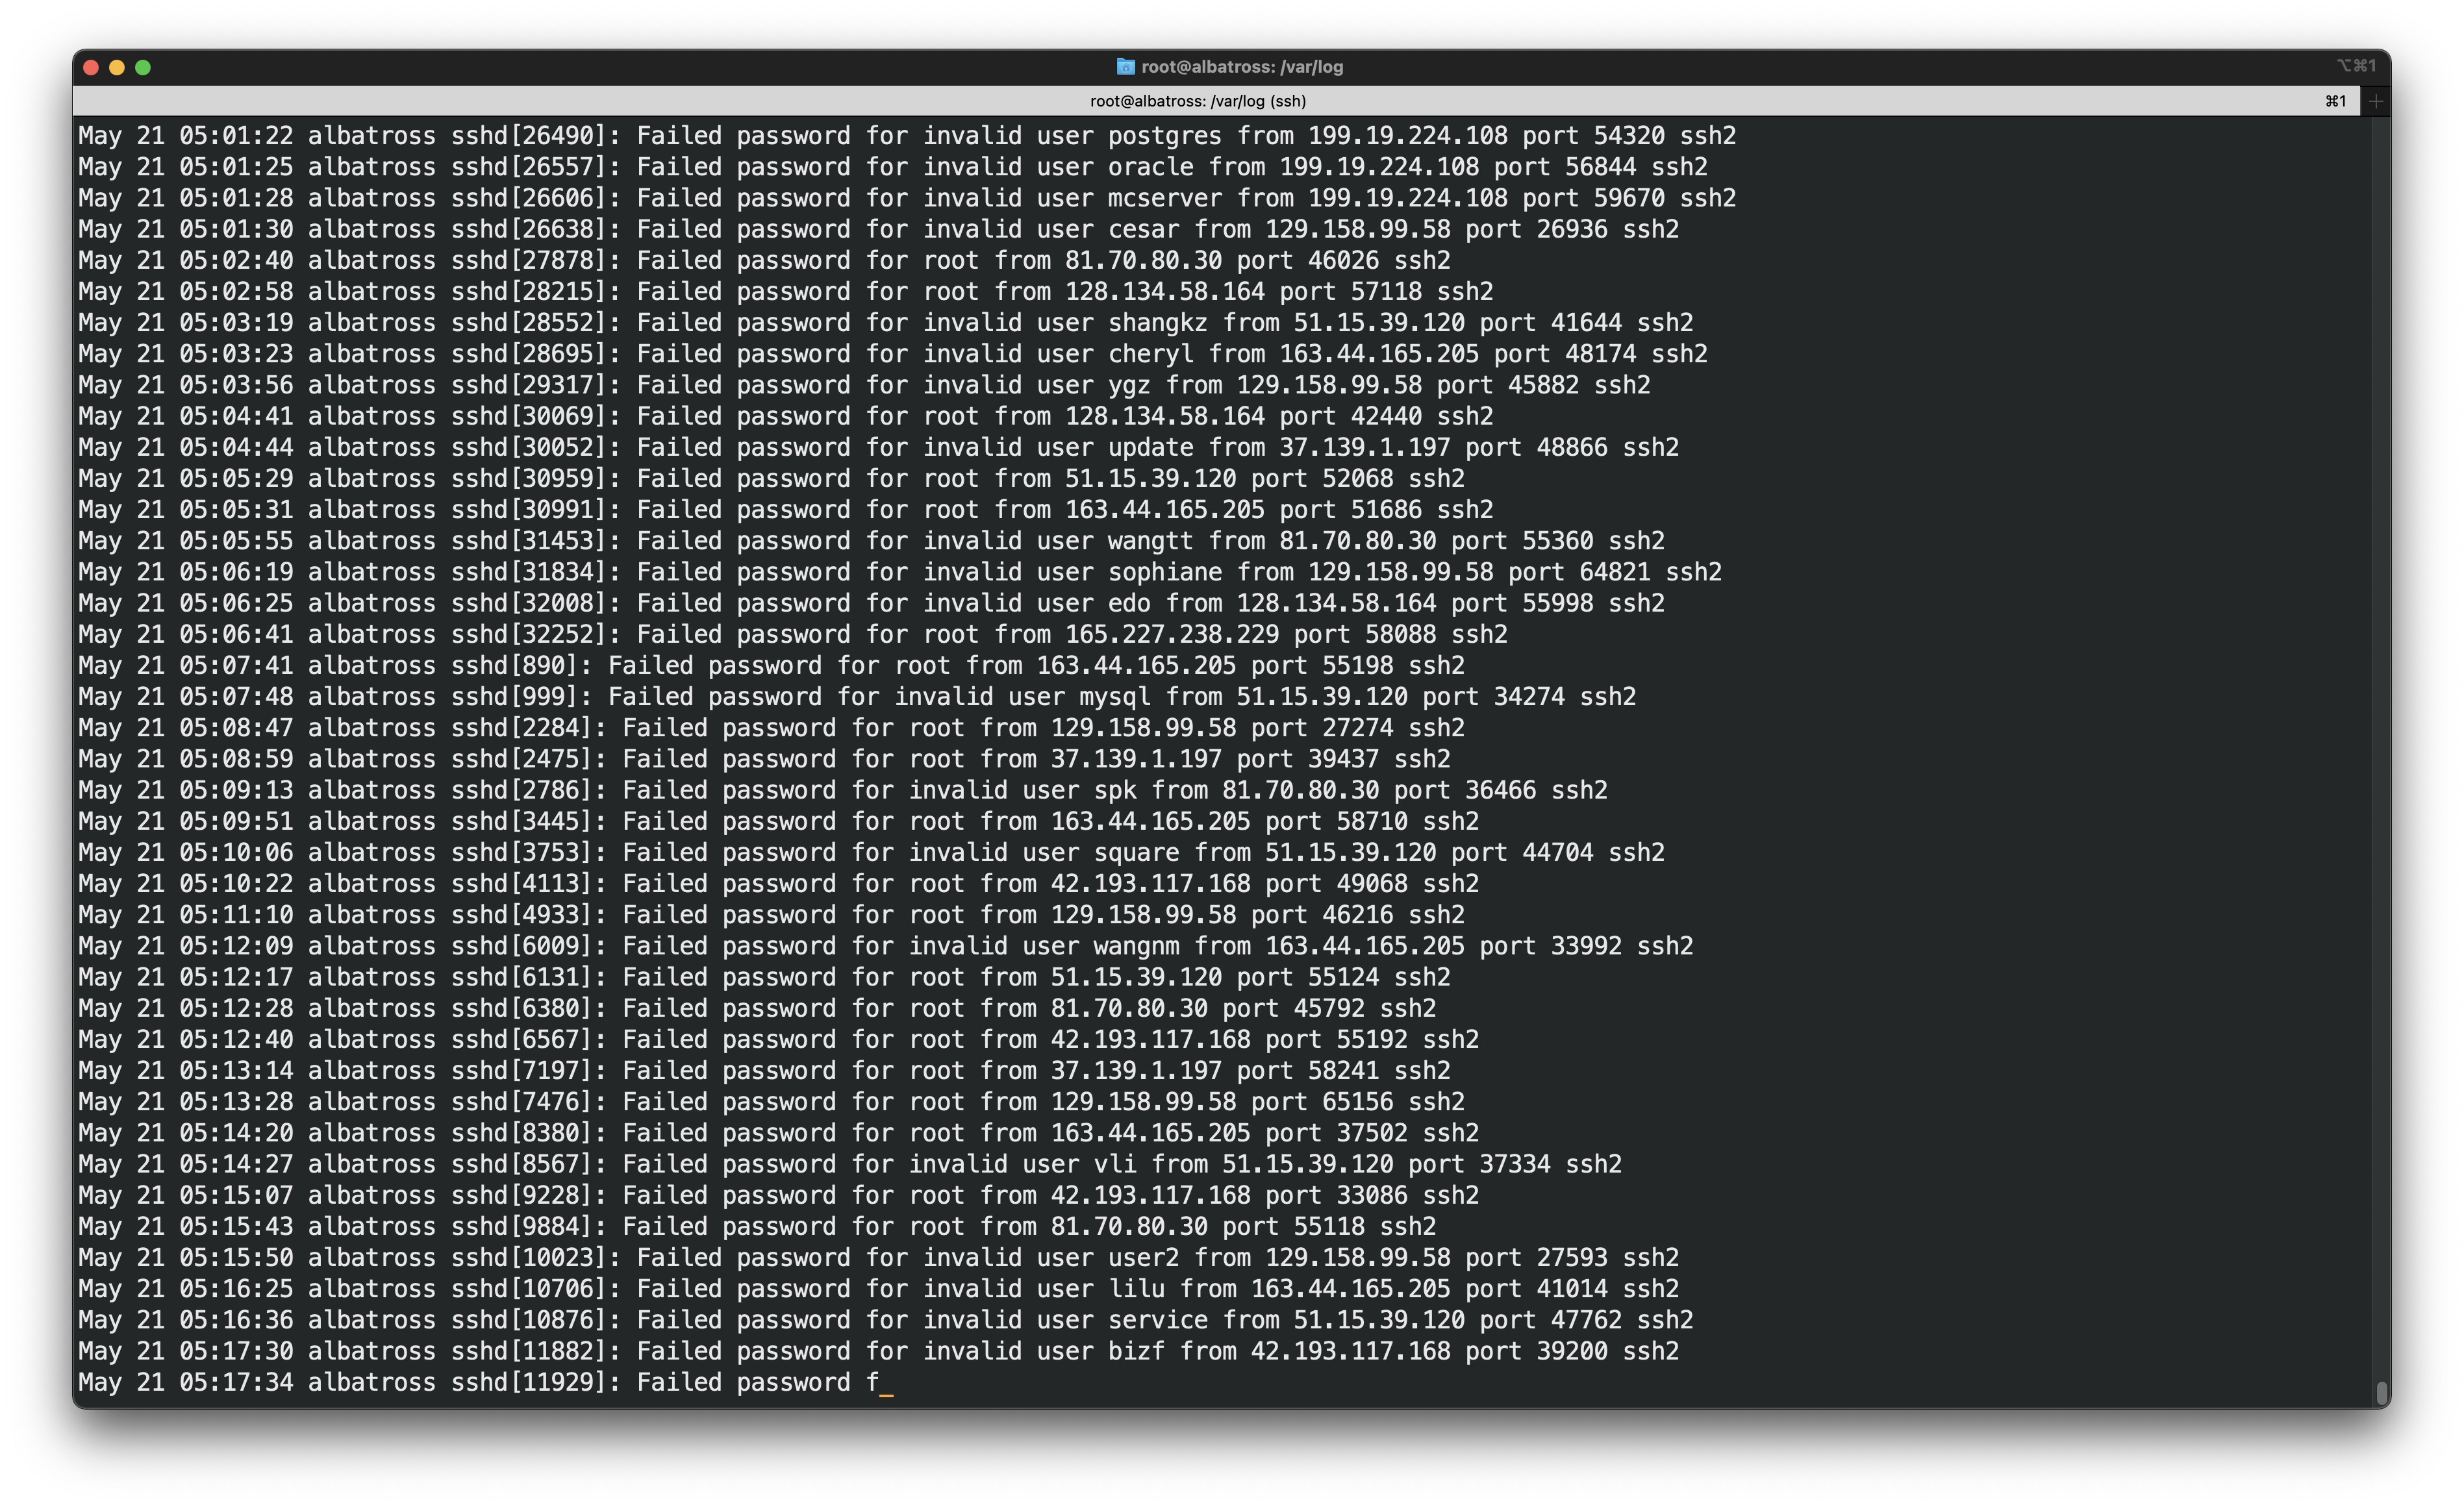 root@albatross: /var/log
⌥⌘1
root@albatross: /var/log (ssh)
⌘1
May 21 05:01:22 albatross sshd[26490]: Failed password for invalid user postgres from 199.19.224.108 port 54320 ssh2
May 21 05:01:25 albatross sshd[26557]: Failed password for invalid user oracle from 199.19.224.108 port 56844 ssh2
May 21 05:01:28 albatross sshd[26606]: Failed password for invalid user mcserver from 199.19.224.108 port 59670 ssh2
May 21 05:01:30 albatross sshd[26638]: Failed password for invalid user cesar from 129.158.99.58 port 26936 ssh2
May 21 05:02:40 albatross sshd[27878]: Failed password for root from 81.70.80.30 port 46026 ssh2
May 21 05:02:58 albatross sshd[28215]: Failed password for root from 128.134.58.164 port 57118 ssh2
May 21 05:03:19 albatross sshd[28552]: Failed password for invalid user shangkz from 51.15.39.120 port 41644 ssh2
May 21 05:03:23 albatross sshd[28695]: Failed password for invalid user cheryl from 163.44.165.205 port 48174 ssh2
May 21 05:03:56 albatross sshd[29317]: Failed password for invalid user ygz from 129.158.99.58 port 45882 ssh2
May 21 05:04:41 albatross sshd[30069]: Failed password for root from 128.134.58.164 port 42440 ssh2
May 21 05:04:44 albatross sshd[30052]: Failed password for invalid user update from 37.139.1.197 port 48866 ssh2
May 21 05:05:29 albatross sshd[30959]: Failed password for root from 51.15.39.120 port 52068 ssh2
May 21 05:05:31 albatross sshd[30991]: Failed password for root from 163.44.165.205 port 51686 ssh2
May 21 05:05:55 albatross sshd[31453]: Failed password for invalid user wangtt from 81.70.80.30 port 55360 ssh2
May 21 05:06:19 albatross sshd[31834]: Failed password for invalid user sophiane from 129.158.99.58 port 64821 ssh2
May 21 05:06:25 albatross sshd[32008]: Failed password for invalid user edo from 128.134.58.164 port 55998 ssh2
May 21 05:06:41 albatross sshd[32252]: Failed password for root from 165.227.238.229 port 58088 ssh2
May 21 05:07:41 albatross sshd[890]: Failed password for root from 163.44.165.205 port 55198 ssh2
May 21 05:07:48 albatross sshd[999]: Failed password for invalid user mysql from 51.15.39.120 port 34274 ssh2
May 21 05:08:47 albatross sshd[2284]: Failed password for root from 129.158.99.58 port 27274 ssh2
May 21 05:08:59 albatross sshd[2475]: Failed password for root from 37.139.1.197 port 39437 ssh2
May 21 05:09:13 albatross sshd[2786]: Failed password for invalid user spk from 81.70.80.30 port 36466 ssh2
May 21 05:09:51 albatross sshd[3445]: Failed password for root from 163.44.165.205 port 58710 ssh2
May 21 05:10:06 albatross sshd[3753]: Failed password for invalid user square from 51.15.39.120 port 44704 ssh2
May 21 05:10:22 albatross sshd[4113]: Failed password for root from 42.193.117.168 port 49068 ssh2
May 21 05:11:10 albatross sshd[4933]: Failed password for root from 129.158.99.58 port 46216 ssh2
May 21 05:12:09 albatross sshd[6009]: Failed password for invalid user wangnm from 163.44.165.205 port 33992 ssh2
May 21 05:12:17 albatross sshd[6131]: Failed password for root from 51.15.39.120 port 55124 ssh2
May 21 05:12:28 albatross sshd[6380]: Failed password for root from 81.70.80.30 port 45792 ssh2
May 21 05:12:40 albatross sshd[6567]: Failed password for root from 42.193.117.168 port 55192 ssh2
May 21 05:13:14 albatross sshd[7197]: Failed password for root from 37.139.1.197 port 58241 ssh2
May 21 05:13:28 albatross sshd[7476]: Failed password for root from 129.158.99.58 port 65156 ssh2
May 21 05:14:20 albatross sshd[8380]: Failed password for root from 163.44.165.205 port 37502 ssh2
May 21 05:14:27 albatross sshd[8567]: Failed password for invalid user vli from 51.15.39.120 port 37334 ssh2
May 21 05:15:07 albatross sshd[9228]: Failed password for root from 42.193.117.168 port 33086 ssh2
May 21 05:15:43 albatross sshd[9884]: Failed password for root from 81.70.80.30 port 55118 ssh2
May 21 05:15:50 albatross sshd[10023]: Failed password for invalid user user2 from 129.158.99.58 port 27593 ssh2
May 21 05:16:25 albatross sshd[10706]: Failed password for invalid user lilu from 163.44.165.205 port 41014 ssh2
May 21 05:16:36 albatross sshd[10876]: Failed password for invalid user service from 51.15.39.120 port 47762 ssh2
May 21 05:17:30 albatross sshd[11882]: Failed password for invalid user bizf from 42.193.117.168 port 39200 ssh2
May 21 05:17:34 albatross sshd[11929]: Failed password f_